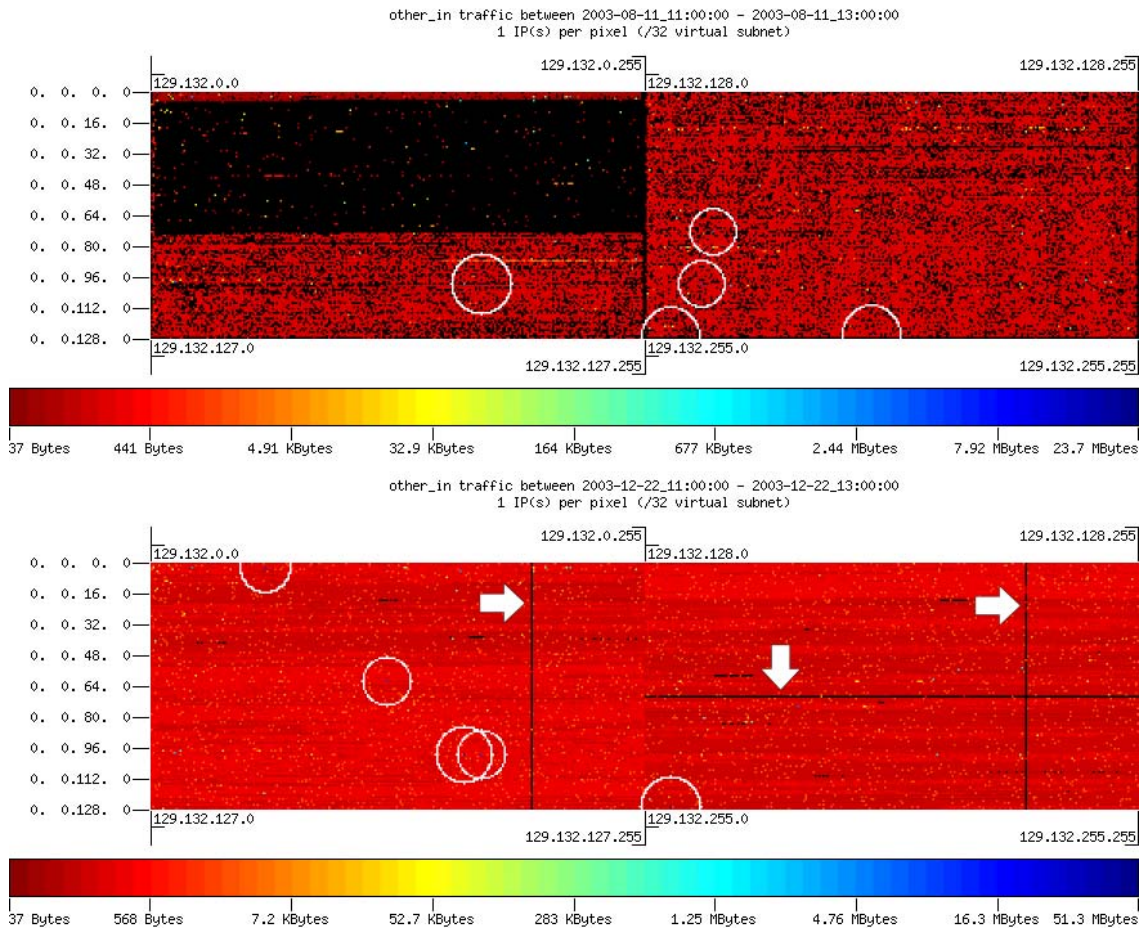 other_in traffic between 2003-08-11_11:00:00 - 2003-08-11_13:00:00
1 IP(s) per pixel (/32 virtual subnet)
129.132.0.255 129.132.128.255
129.132.0.0 129.132.128.0
0. 0. 0. 0
0. 0. 16. 0
0. 0. 32. 0
0. 0. 48. 0
0. 0. 64. 0
0. 0. 80. 0
0. 0. 96. 0
0. 0.112. 0
0. 0.128. 0
129.132.127.0 129.132.255.0
129.132.127.255 129.132.255.255
37 Bytes 441 Bytes 4.91 KBytes 32.9 KBytes 164 KBytes 677 KBytes 2.44 MBytes 7.92 MBytes 23.7 MBytes
other_in traffic between 2003-12-22_11:00:00 - 2003-12-22_13:00:00
1 IP(s) per pixel (/32 virtual subnet)
129.132.0.255 129.132.128.255
129.132.0.0 129.132.128.0
0. 0. 0. 0
0. 0. 16. 0
0. 0. 32. 0
0. 0. 48. 0
0. 0. 64. 0
0. 0. 80. 0
0. 0. 96. 0
0. 0.112. 0
0. 0.128. 0
129.132.127.0 129.132.255.0
129.132.127.255 129.132.255.255
37 Bytes 568 Bytes 7.2 KBytes 52.7 KBytes 283 KBytes 1.25 MBytes 4.76 MBytes 16.3 MBytes 51.3 MBytes